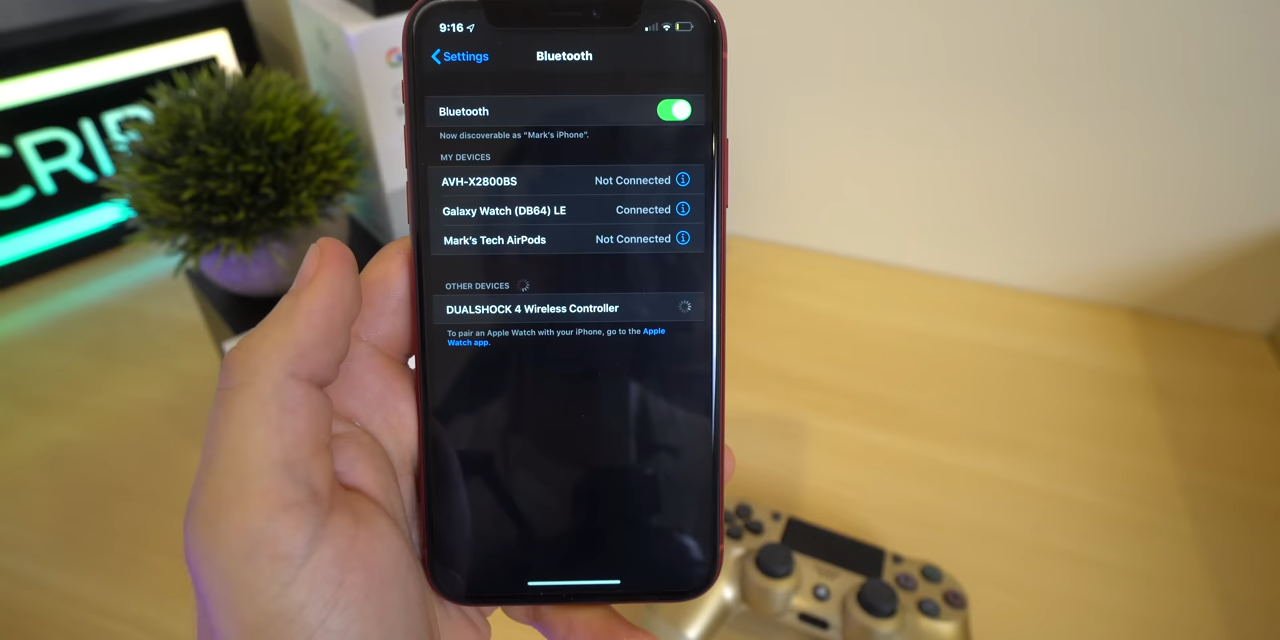 9:16
Settings
Bluetooth
Bluetooth
Now discoverable as "Mark's iPhone".
MY DEVICES
AVH-X2800BS Not Connected
Galaxy Watch (DB64) LE Connected
Mark's Tech AirPods Not Connected
OTHER DEVICES
DUALSHOCK 4 Wireless Controller
To pair an Apple Watch with your iPhone, go to the Apple
Watch app.